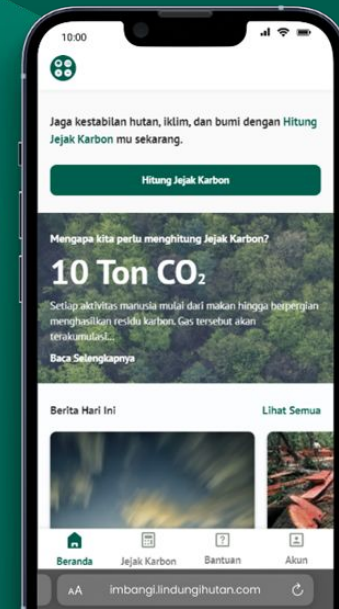 10:00
Jaga kestabilan hutan, iklim, dan bumi dengan Hitung
Jejak Karbon mu sekarang.
Hitung Jejak Karbon
Mengapa kita perlu menghitung Jejak Karbon?
10 Ton CO₂
Setiap aktivitas manusia mulai dari makan hingga berpergian
menghasilkan residu karbon. Gas tersebut akan
terakumulasi...
Baca Selengkapnya
Berita Hari Ini Lihat Semua
Beranda Jejak Karbon Bantuan Akun
AA imbangi.lindungihutan.com